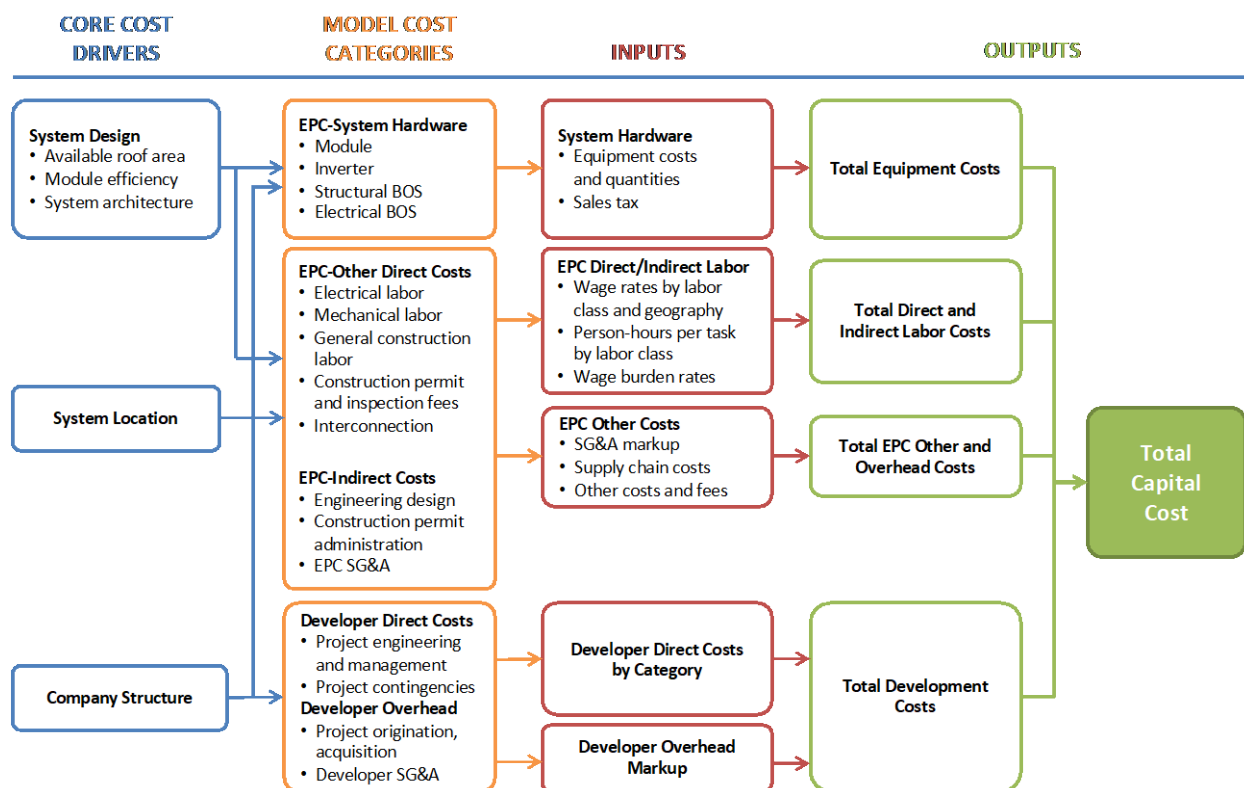 CORE COST
DRIVERS
MODEL COST
CATEGORIES
INPUTS
OUTPUTS
System Design
• Available roof area
• Module efficiency
• System architecture
System Location
Company Structure
EPC-System Hardware
• Module
• Inverter
• Structural BOS
• Electrical BOS
EPC-Other Direct Costs
• Electrical labor
• Mechanical labor
• General construction
labor
• Construction permit
and inspection fees
• Interconnection
EPC-Indirect Costs
• Engineering design
• Construction permit
administration
• EPC SG&A
Developer Direct Costs
• Project engineering
and management
• Project contingencies
Developer Overhead
• Project origination,
acquisition
• Developer SG&A
System Hardware
• Equipment costs
and quantities
• Sales tax
EPC Direct/Indirect Labor
• Wage rates by labor
class and geography
• Person-hours per task
by labor class
• Wage burden rates
EPC Other Costs
• SG&A markup
• Supply chain costs
• Other costs and fees
Developer Direct Costs
by Category
Developer Overhead
Markup
Total Equipment Costs
Total Direct and
Indirect Labor Costs
Total EPC Other and
Overhead Costs
Total Development
Costs
Total
Capital
Cost